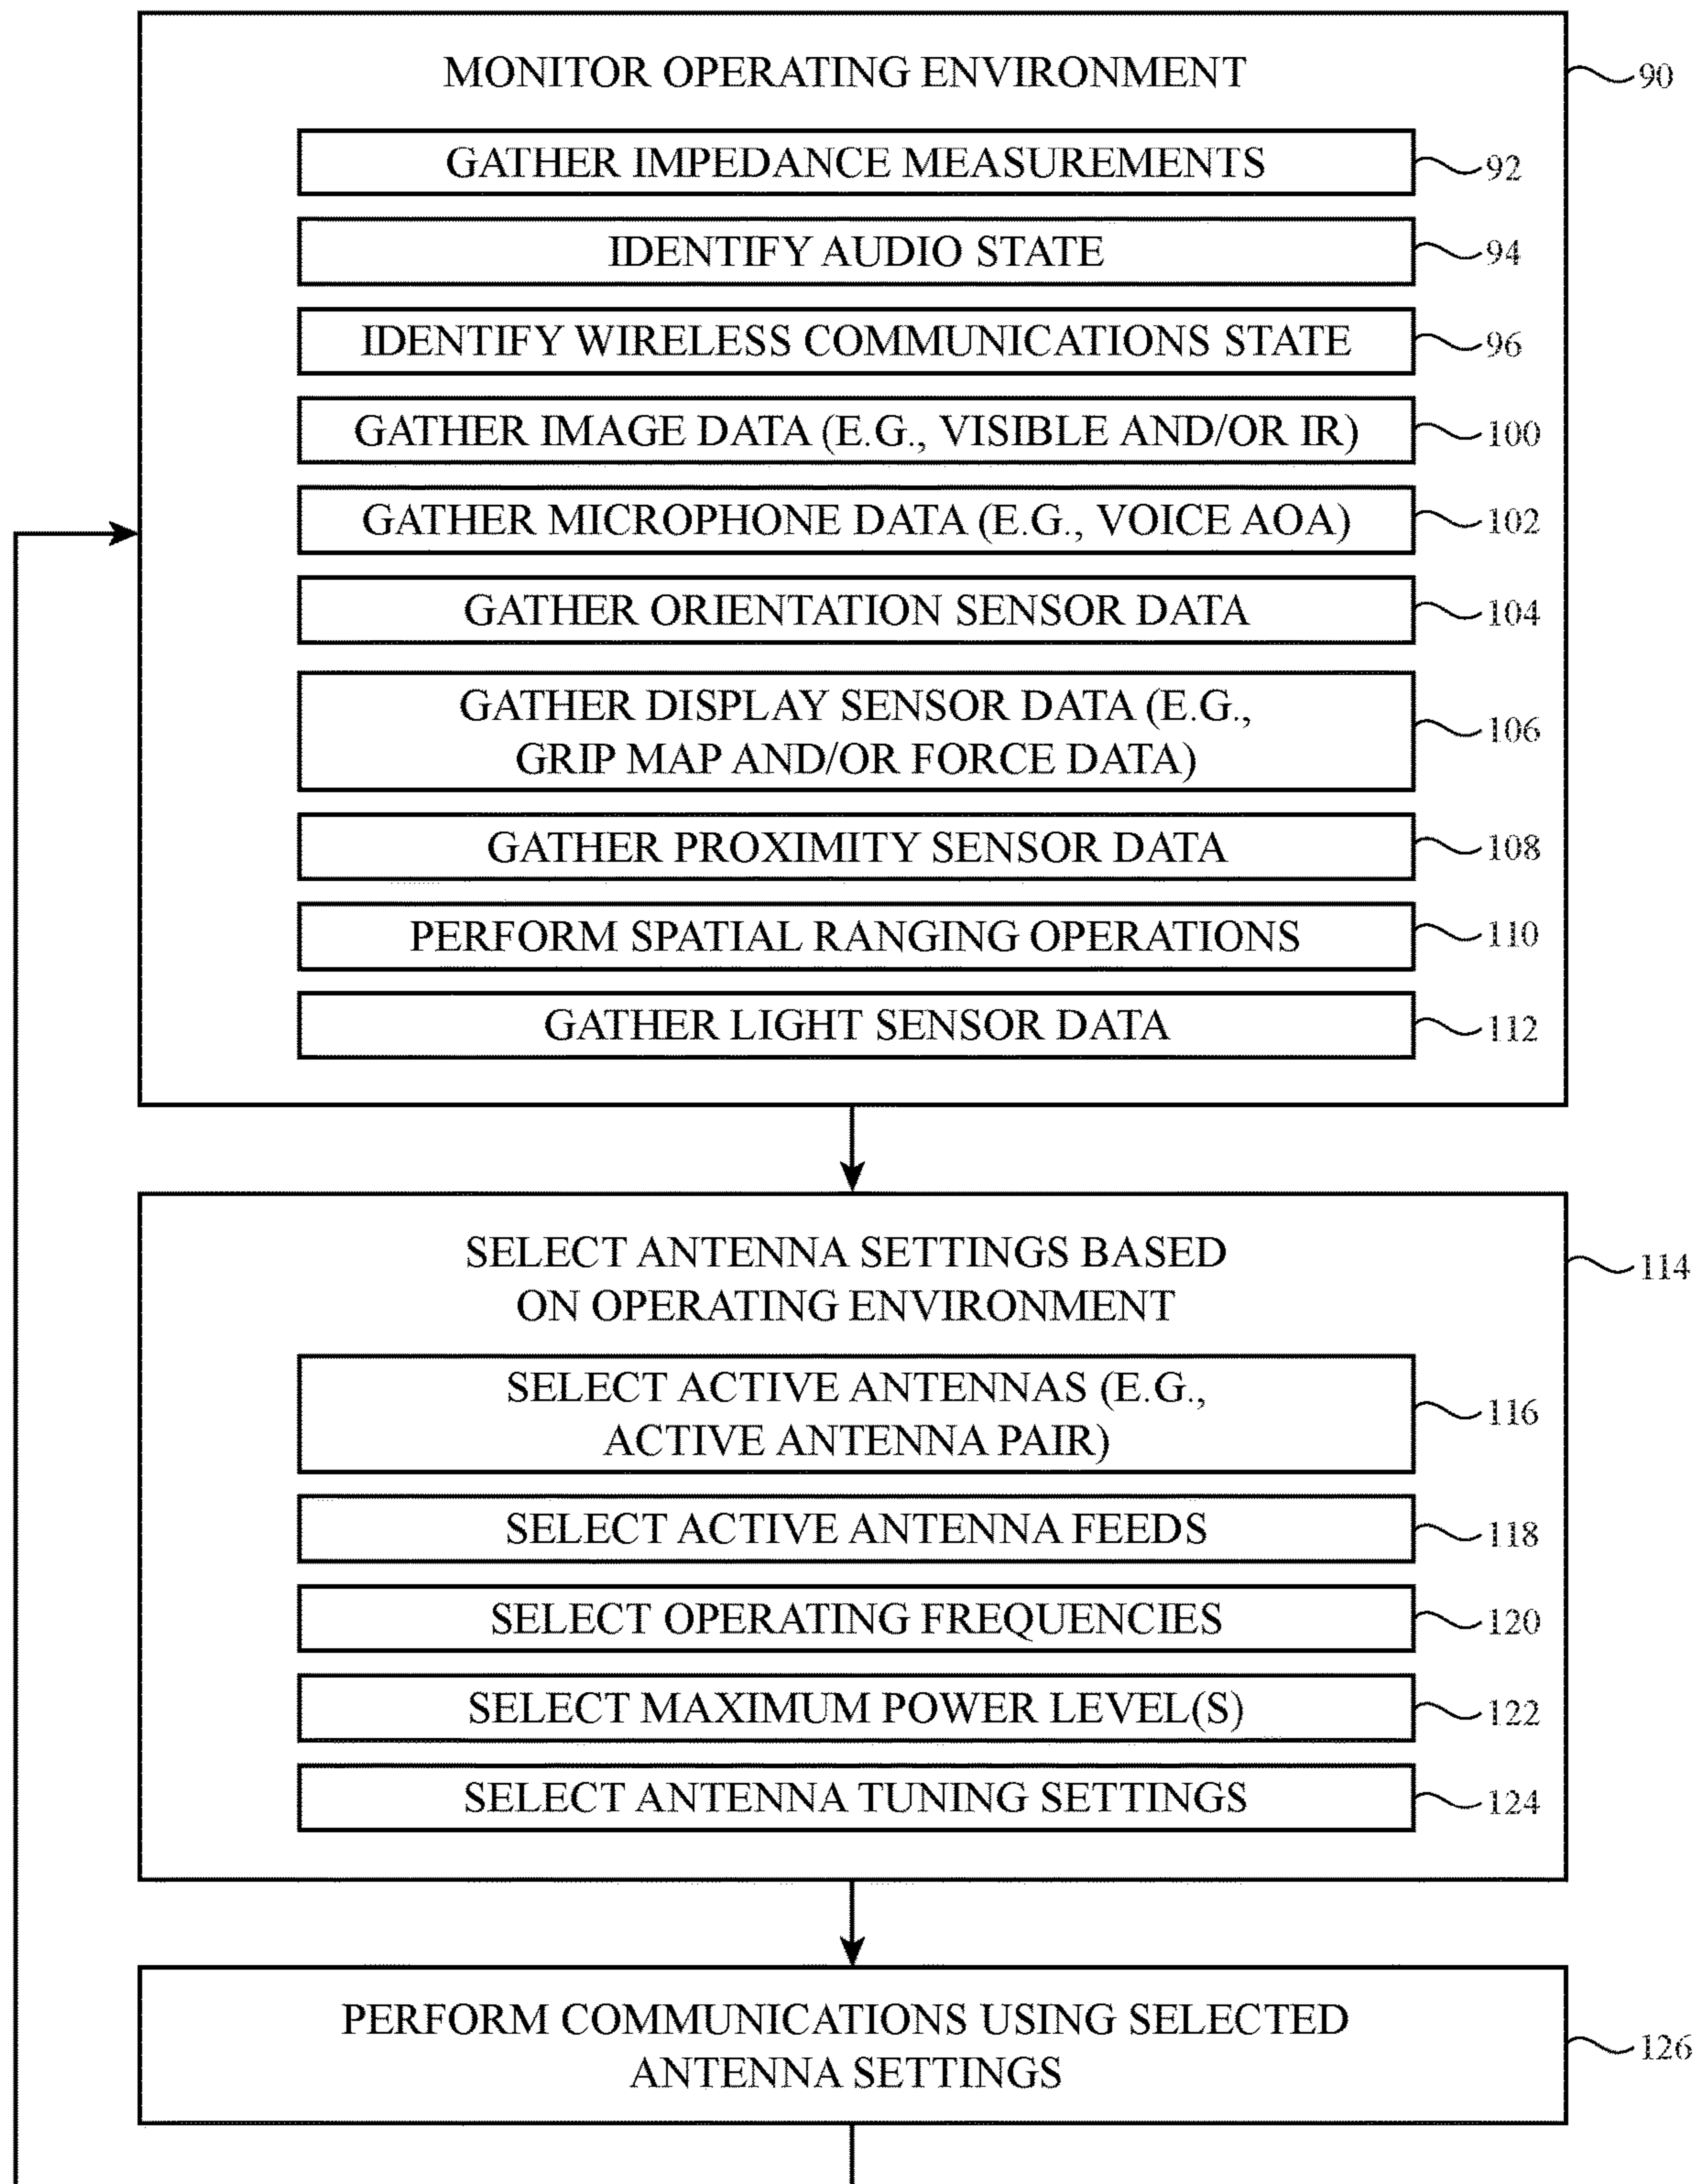 MONITOR OPERATING ENVIRONMENT
90
GATHER IMPEDANCE MEASUREMENTS
92
IDENTIFY AUDIO STATE
94
IDENTIFY WIRELESS COMMUNICATIONS STATE
96
GATHER IMAGE DATA (E.G., VISIBLE AND/OR IR)
100
GATHER MICROPHONE DATA (E.G., VOICE AOA)
102
GATHER ORIENTATION SENSOR DATA
104
GATHER DISPLAY SENSOR DATA (E.G.,
GRIP MAP AND/OR FORCE DATA)
106
GATHER PROXIMITY SENSOR DATA
108
PERFORM SPATIAL RANGING OPERATIONS
110
GATHER LIGHT SENSOR DATA
112
SELECT ANTENNA SETTINGS BASED
ON OPERATING ENVIRONMENT
114
SELECT ACTIVE ANTENNAS (E.G.,
ACTIVE ANTENNA PAIR)
116
SELECT ACTIVE ANTENNA FEEDS
118
SELECT OPERATING FREQUENCIES
120
SELECT MAXIMUM POWER LEVEL(S)
122
SELECT ANTENNA TUNING SETTINGS
124
PERFORM COMMUNICATIONS USING SELECTED
ANTENNA SETTINGS
126